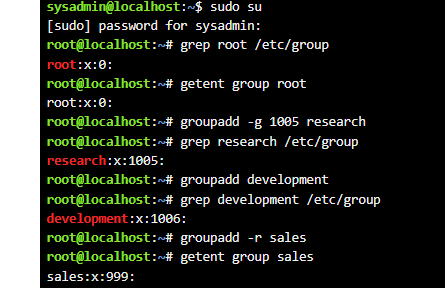 sysadmin@localhost:~$ sudo su
[sudo] password for sysadmin:
root@localhost:~# grep root /etc/group
root:x:0:
root@localhost:~# getent group root
root:x:0:
root@localhost:~# groupadd -g 1005 research
root@localhost:~# grep research /etc/group
research:x:1005:
root@localhost:~# groupadd development
root@localhost:~# grep development /etc/group
development:x:1006:
root@localhost:~# groupadd -r sales
root@localhost:~# getent group sales
sales:x:999: